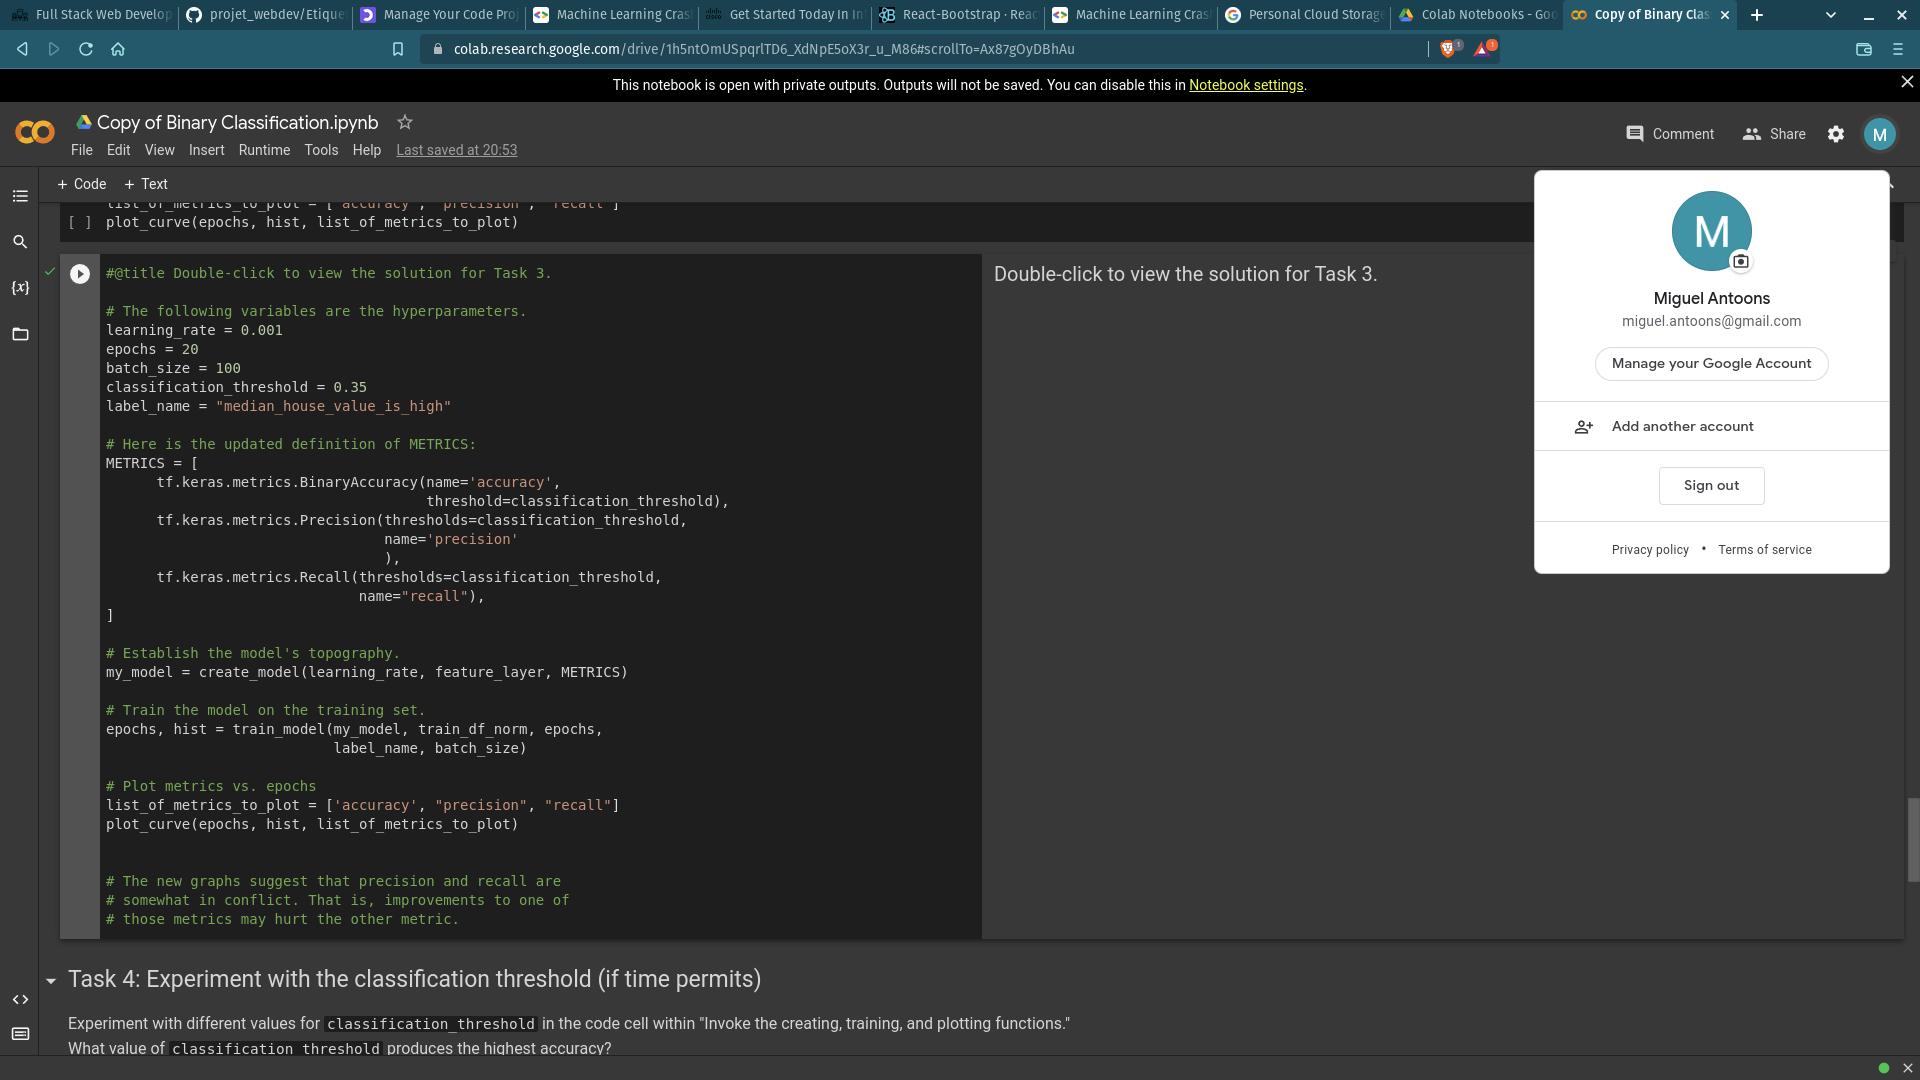 Full Stack Web Develop
projet_webdev/Etique
Manage Your Code Proj
Machine Learning Cras
Get Started Today In In
React-Bootstrap · Reac
Machine Learning Cras
Personal Cloud Storage
Colab Notebooks - Goo
Copy of Binary Clas
colab.research.google.com/drive/1h5ntOmUSpqrlTD6_XdNpE5oX3r_u_M86#scrollTo=Ax87gOyDBhAu
1
1
This notebook is open with private outputs. Outputs will not be saved. You can disable this in Notebook settings.
Copy of Binary Classification.ipynb
Comment
Share
M
File Edit View Insert Runtime Tools Help Last saved at 20:53
+ Code + Text
list_of_metrics_to_plot = ['accuracy', "precision", "recall"]
[ ] plot_curve(epochs, hist, list_of_metrics_to_plot)
#@title Double-click to view the solution for Task 3.
# The following variables are the hyperparameters.
learning_rate = 0.001
epochs = 20
batch_size = 100
classification_threshold = 0.35
label_name = "median_house_value_is_high"
# Here is the updated definition of METRICS:
METRICS = [
tf.keras.metrics.BinaryAccuracy(name='accuracy',
threshold=classification_threshold),
tf.keras.metrics.Precision(thresholds=classification_threshold,
name='precision'
),
tf.keras.metrics.Recall(thresholds=classification_threshold,
name="recall"),
]
# Establish the model's topography.
my_model = create_model(learning_rate, feature_layer, METRICS)
# Train the model on the training set.
epochs, hist = train_model(my_model, train_df_norm, epochs,
label_name, batch_size)
# Plot metrics vs. epochs
list_of_metrics_to_plot = ['accuracy', "precision", "recall"]
plot_curve(epochs, hist, list_of_metrics_to_plot)
# The new graphs suggest that precision and recall are
# somewhat in conflict. That is, improvements to one of
# those metrics may hurt the other metric.
Double-click to view the solution for Task 3.
M
Miguel Antoons
miguel.antoons@gmail.com
Manage your Google Account
Add another account
Sign out
Privacy policy • Terms of service
{x}
Task 4: Experiment with the classification threshold (if time permits)
Experiment with different values for classification_threshold in the code cell within "Invoke the creating, training, and plotting functions."
What value of classification_threshold produces the highest accuracy?